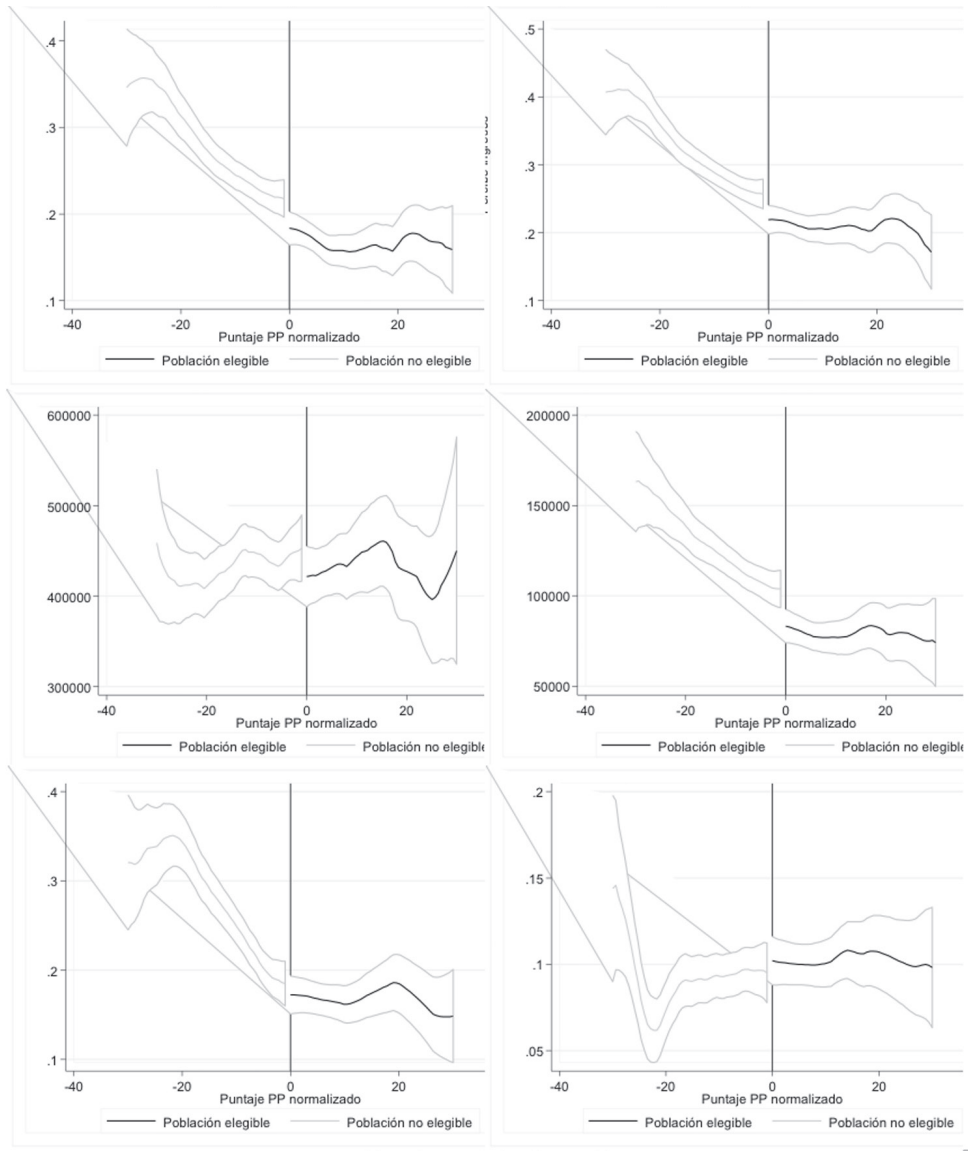 .4
.3
.2
.1
-40 -20 0 20
Puntaje PP normalizado
Población elegible Población no elegible
.5
.4
.3
.2
.1
-40 -20 0 20
Puntaje PP normalizado
Población elegible Población no elegible
600000
500000
400000
300000
-40 -20 0 20
Puntaje PP normalizado
Población elegible Población no elegible
200000
150000
100000
50000
-40 -20 0 20
Puntaje PP normalizado
Población elegible Población no elegible
.4
.3
.2
.1
-40 -20 0 20
Puntaje PP normalizado
Población elegible Población no elegible
.2
.15
.1
.05
-40 -20 0 20
Puntaje PP normalizado
Población elegible Población no elegible